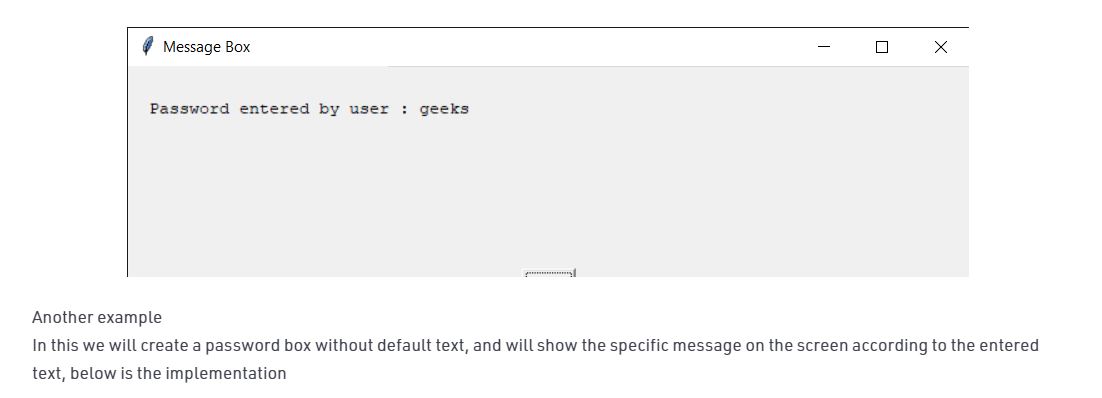 Message Box
Password entered by user : geeks
Another example
In this we will create a password box without default text, and will show the specific message on the screen according to the entered
text, below is the implementation